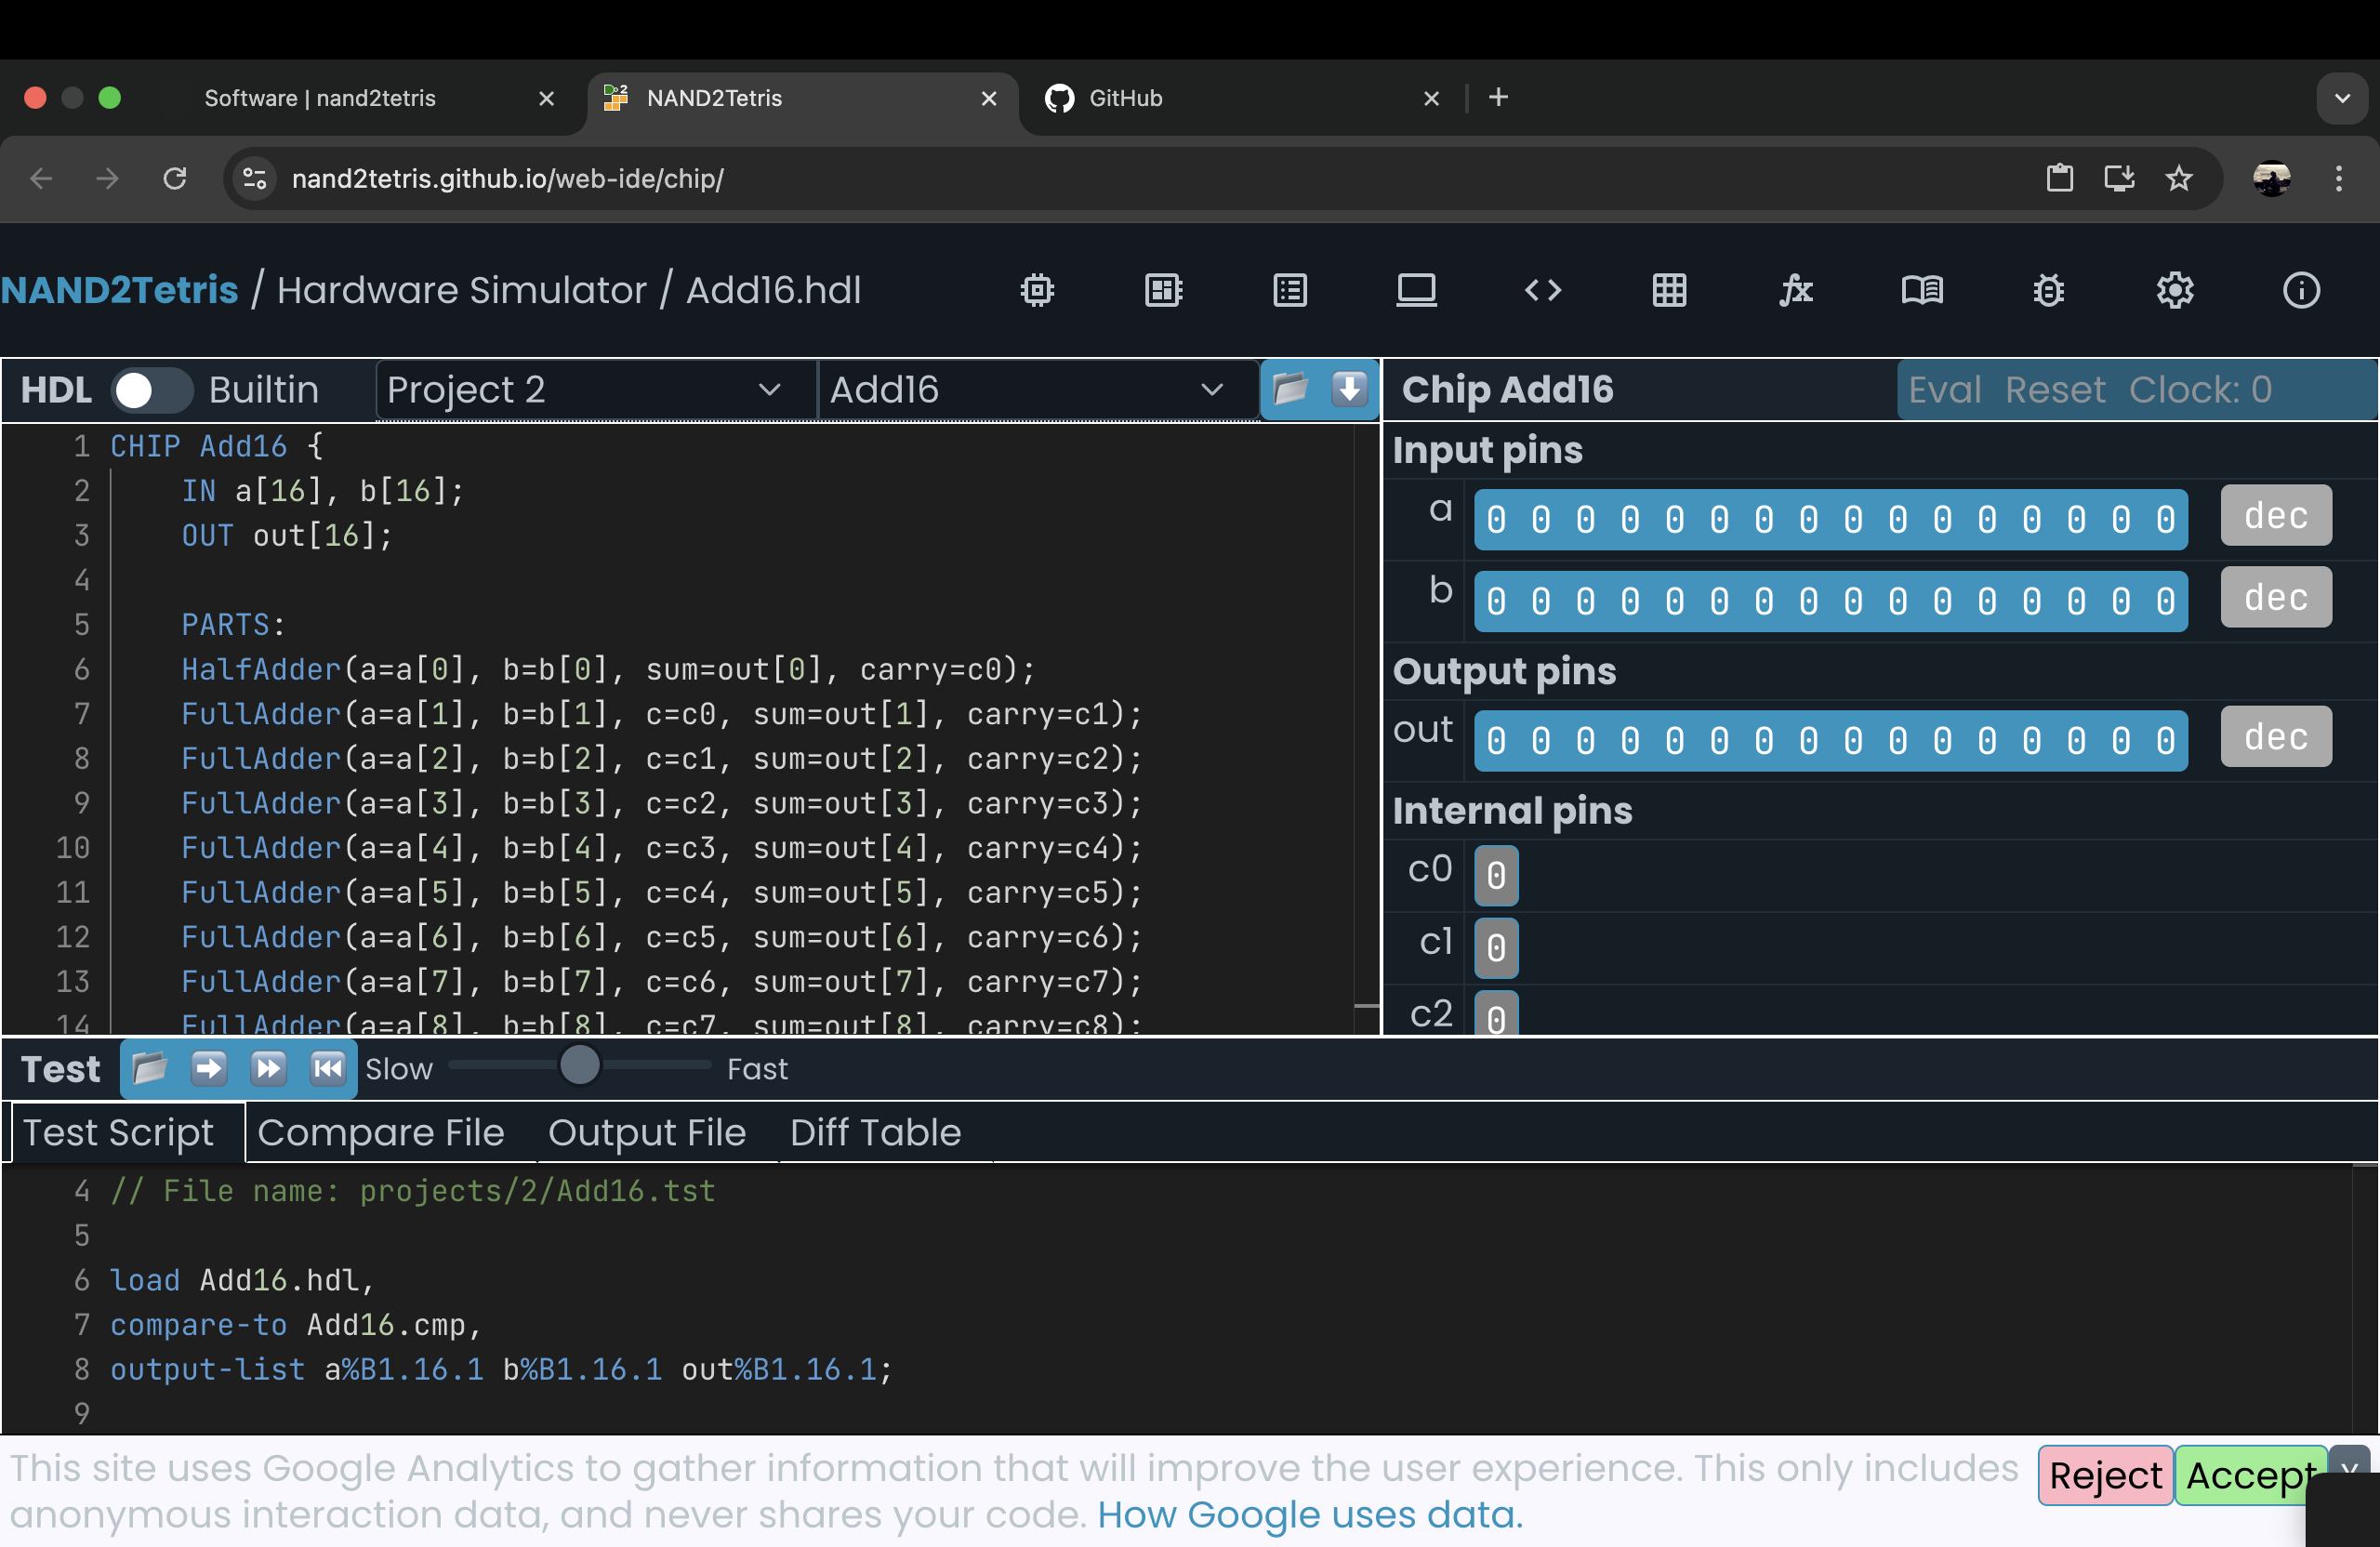 Software | nand2tetris
NAND2Tetris
GitHub
nand2tetris.github.io/web-ide/chip/
NAND2Tetris / Hardware Simulator / Add16.hdl
HDL Builtin Project 2 Add16
Chip Add16 Eval Reset Clock: 0
1 CHIP Add16 {
2 IN a[16], b[16];
3 OUT out[16];
4
5 PARTS:
6 HalfAdder(a=a[0], b=b[0], sum=out[0], carry=c0);
7 FullAdder(a=a[1], b=b[1], c=c0, sum=out[1], carry=c1);
8 FullAdder(a=a[2], b=b[2], c=c1, sum=out[2], carry=c2);
9 FullAdder(a=a[3], b=b[3], c=c2, sum=out[3], carry=c3);
10 FullAdder(a=a[4], b=b[4], c=c3, sum=out[4], carry=c4);
11 FullAdder(a=a[5], b=b[5], c=c4, sum=out[5], carry=c5);
12 FullAdder(a=a[6], b=b[6], c=c5, sum=out[6], carry=c6);
13 FullAdder(a=a[7], b=b[7], c=c6, sum=out[7], carry=c7);
14 FullAdder(a=a[8], b=b[8], c=c7, sum=out[8], carry=c8);
Input pins
a 0 0 0 0 0 0 0 0 0 0 0 0 0 0 0 0 dec
b 0 0 0 0 0 0 0 0 0 0 0 0 0 0 0 0 dec
Output pins
out 0 0 0 0 0 0 0 0 0 0 0 0 0 0 0 0 dec
Internal pins
c0 0
c1 0
c2 0
Test Slow Fast
Test Script Compare File Output File Diff Table
4 // File name: projects/2/Add16.tst
5
6 load Add16.hdl,
7 compare-to Add16.cmp,
8 output-list a%B1.16.1 b%B1.16.1 out%B1.16.1;
9
This site uses Google Analytics to gather information that will improve the user experience. This only includes
anonymous interaction data, and never shares your code. How Google uses data.
Reject Accept